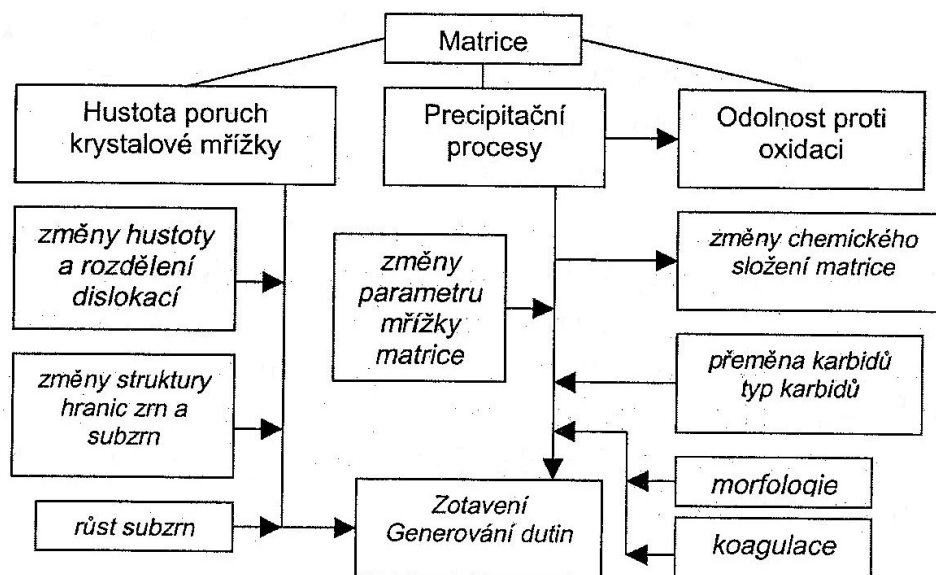 Matrice
Hustota poruch
krystalové mřížky
Precipitační
procesy
Odolnost proti
oxidaci
změny hustoty
a rozdělení
dislokací
změny
parametru
mřížky
matrice
změny chemického
složení matrice
změny struktury
hranic zrn a
subzrn
přeměna karbidů
typ karbidů
růst subzrn
Zotavení
Generování dutin
morfologie
koagulace